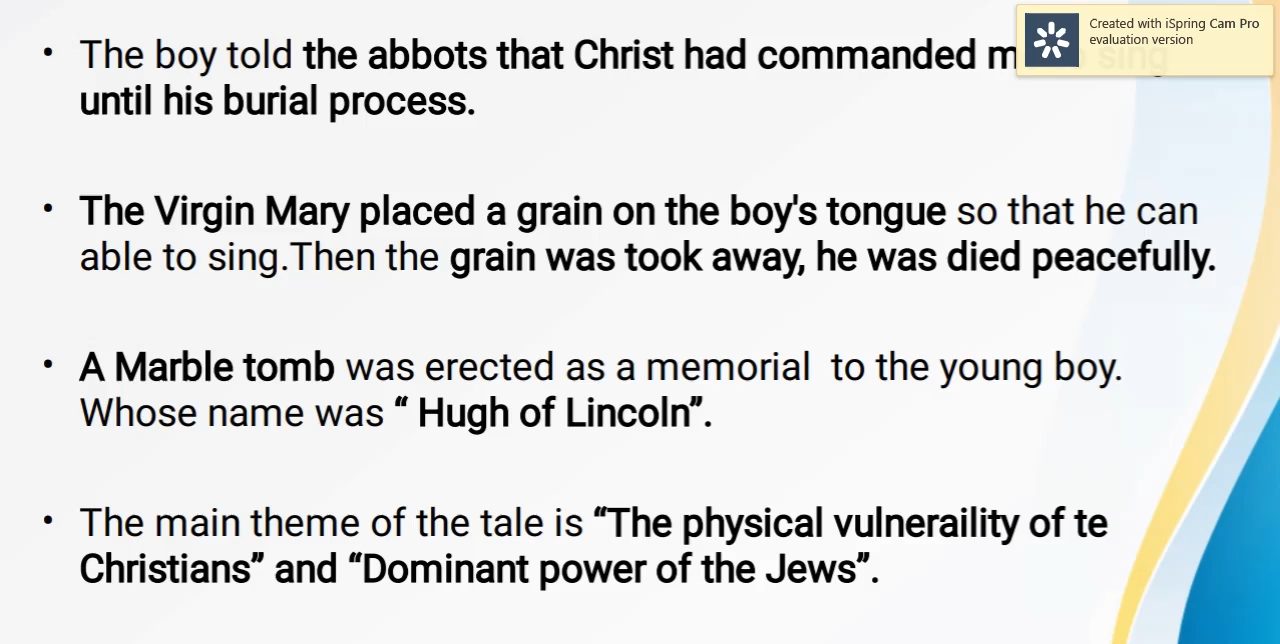 • The boy told the abbots that Christ had commanded sing
until his burial process.
• The Virgin Mary placed a grain on the boy's tongue so that he can
able to sing.Then the grain was took away, he was died peacefully.
• A Marble tomb was erected as a memorial to the young boy.
Whose name was “ Hugh of Lincoln”.
• The main theme of the tale is “The physical vulneraility of te
Christians” and “Dominant power of the Jews”.
Created with iSpring Cam Pro
evaluation version